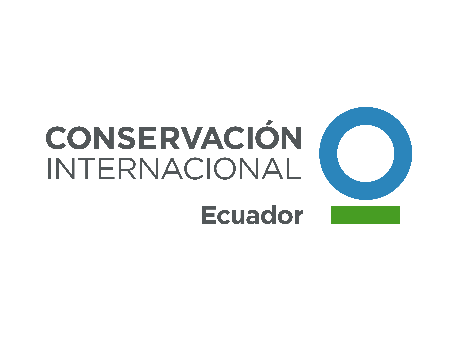 CONSERVACIÓN
INTERNACIONAL
Ecuador